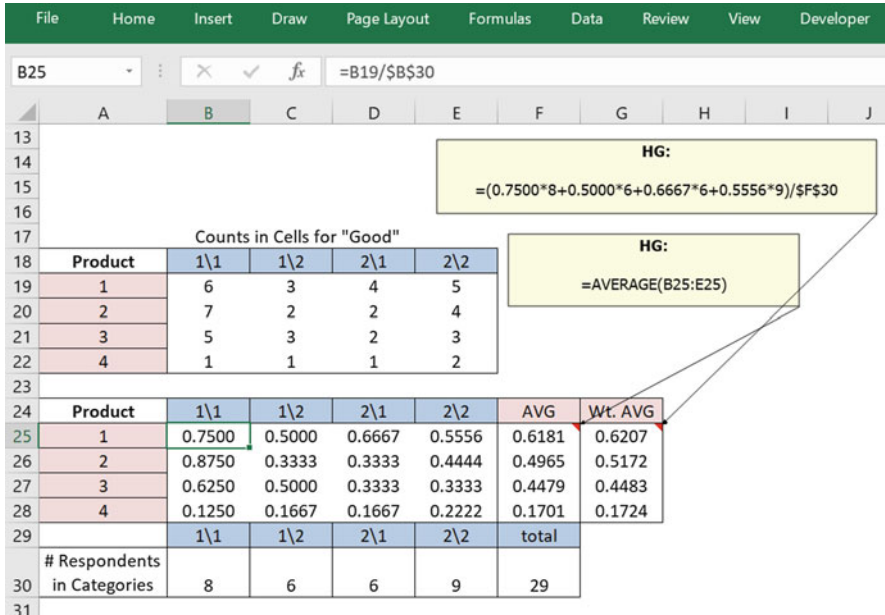 File Home Insert Draw Page Layout Formulas Data Review View Developer
B25 fx =B19/$B$30
A B C D E F G H I J
13
14 HG:
15 =(0.7500*8+0.5000*6+0.6667*6+0.5556*9)/$F$30
16
17 Counts in Cells for "Good"
18 Product 1\1 1\2 2\1 2\2 HG:
19 1 6 3 4 5 =AVERAGE(B25:E25)
20 2 7 2 2 4
21 3 5 3 2 3
22 4 1 1 1 2
23
24 Product 1\1 1\2 2\1 2\2 AVG Wt. AVG
25 1 0.7500 0.5000 0.6667 0.5556 0.6181 0.6207
26 2 0.8750 0.3333 0.3333 0.4444 0.4965 0.5172
27 3 0.6250 0.5000 0.3333 0.3333 0.4479 0.4483
28 4 0.1250 0.1667 0.1667 0.2222 0.1701 0.1724
29 1\1 1\2 2\1 2\2 total
# Respondents
30 in Categories 8 6 6 9 29
31